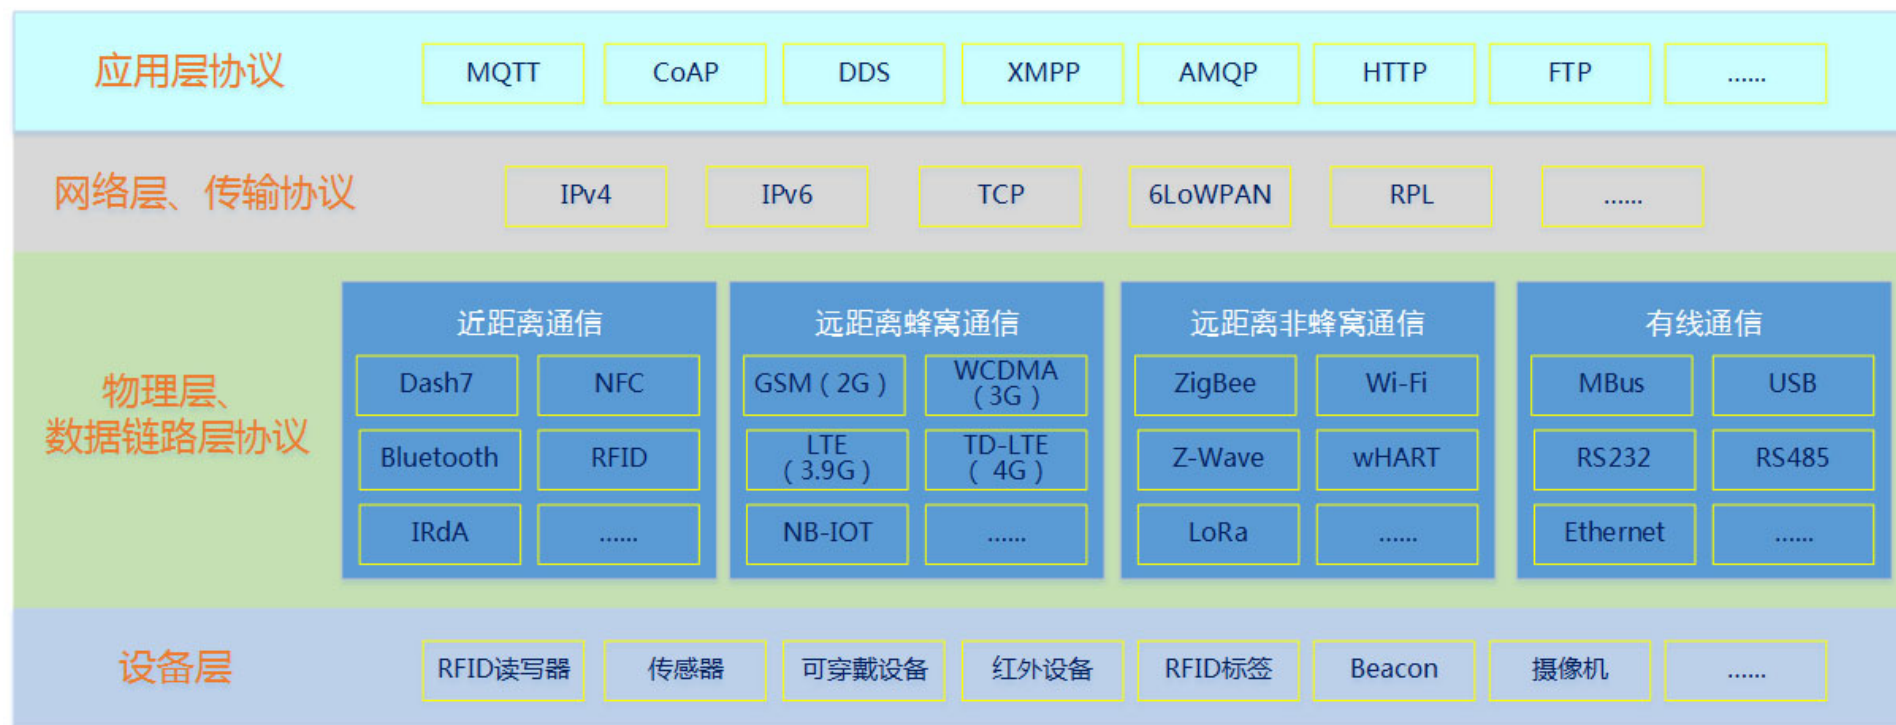 应用层协议
MQTT
CoAP
DDS
XMPP
AMQP
HTTP
FTP
......
网络层、传输协议
IPv4
IPv6
TCP
6LoWPAN
RPL
......
物理层、
数据链路层协议
近距离通信
Dash7
NFC
Bluetooth
RFID
IRdA
......
远距离蜂窝通信
GSM（2G）
WCDMA
（3G）
LTE
（3.9G）
TD-LTE
（ 4G）
NB-IOT
......
远距离非蜂窝通信
ZigBee
Wi-Fi
Z-Wave
wHART
LoRa
......
有线通信
MBus
USB
RS232
RS485
Ethernet
......
设备层
RFID读写器
传感器
可穿戴设备
红外设备
RFID标签
Beacon
摄像机
......